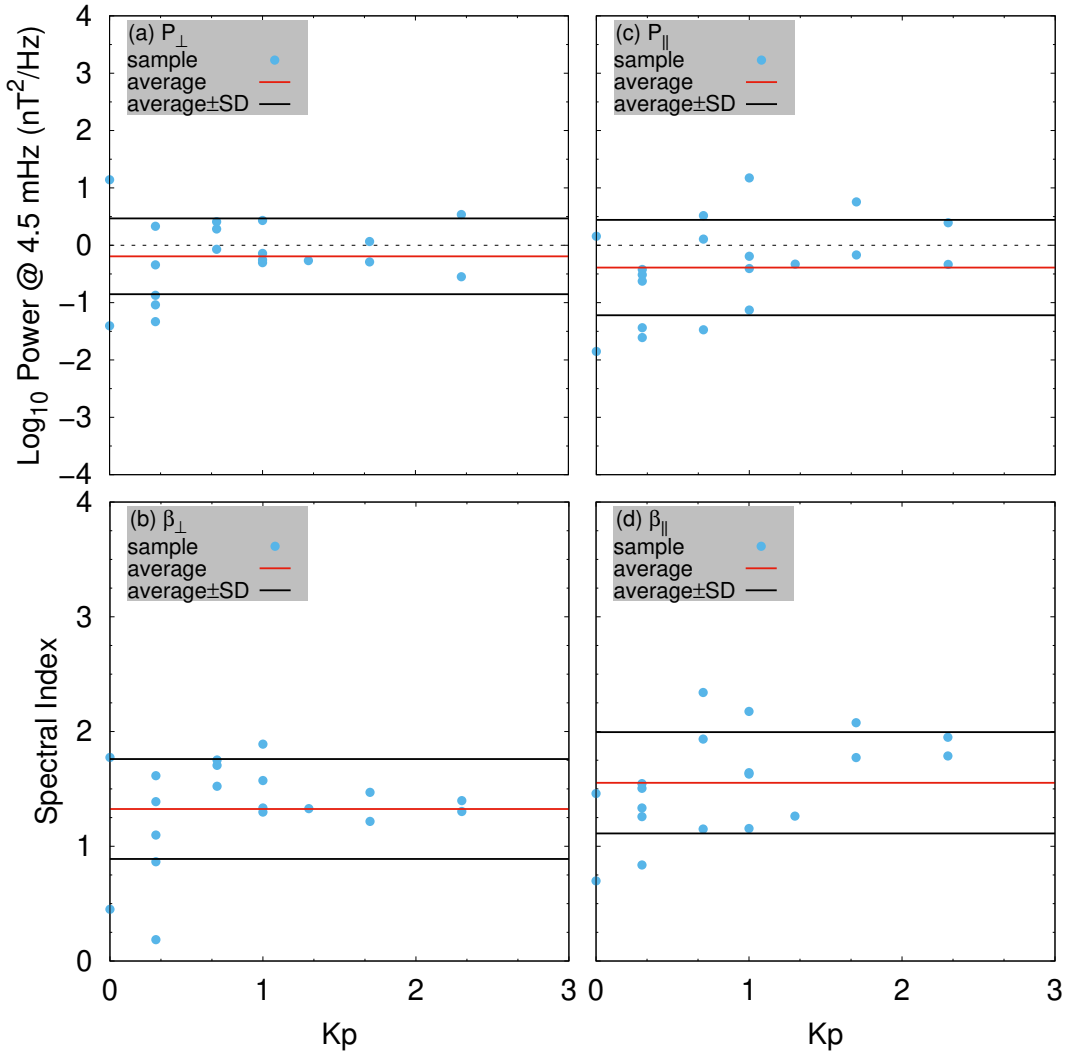 Log10 Power @ 4.5 mHz (nT²/Hz)
4
3
2
1
0
−1
−2
−3
−4
(a) P⊥
sample
average
average±SD
(c) P∥
sample
average
average±SD
Spectral Index
4
3
2
1
0
(b) β⊥
sample
average
average±SD
(d) β∥
sample
average
average±SD
0 1 2 3
0 1 2 3
Kp
Kp